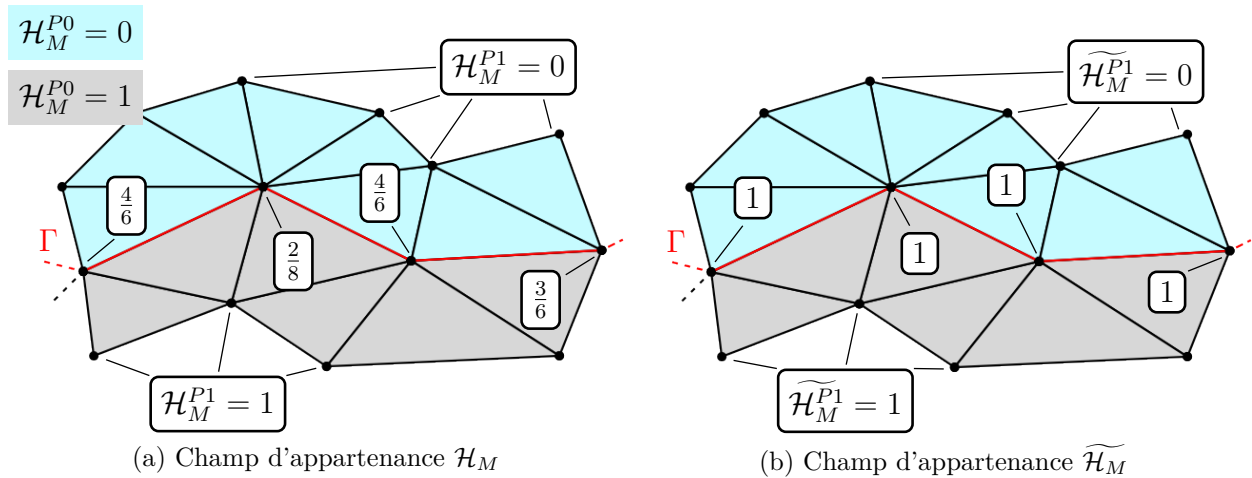 $\mathcal{H}_M^{P0} = 0$
$\mathcal{H}_M^{P0} = 1$
$\mathcal{H}_M^{P1} = 0$
$\frac{4}{6}$
$\frac{4}{6}$
Γ
$\frac{2}{8}$
$\frac{3}{6}$
$\mathcal{H}_M^{P1} = 1$
(a) Champ d'appartenance $\mathcal{H}_M$
$\widetilde{\mathcal{H}_M^{P1}} = 0$
1
1
Γ
1
1
$\widetilde{\mathcal{H}_M^{P1}} = 1$
(b) Champ d'appartenance $\widetilde{\mathcal{H}_M}$